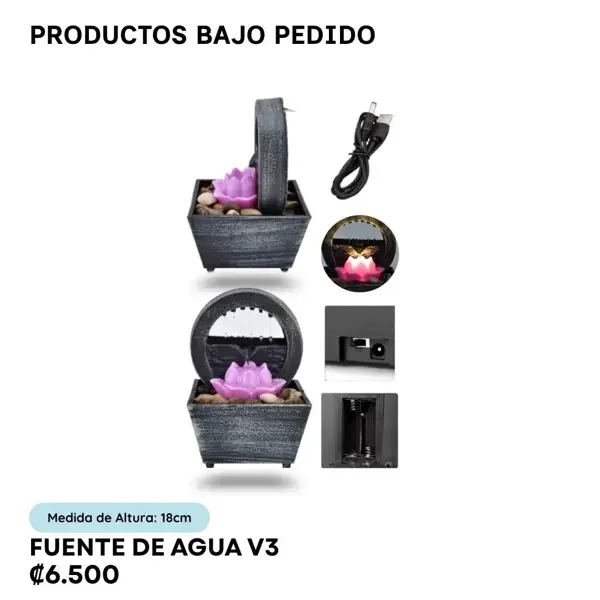 PRODUCTOS BAJO PEDIDO
Medida de Altura: 18cm
FUENTE DE AGUA V3
₡6.500